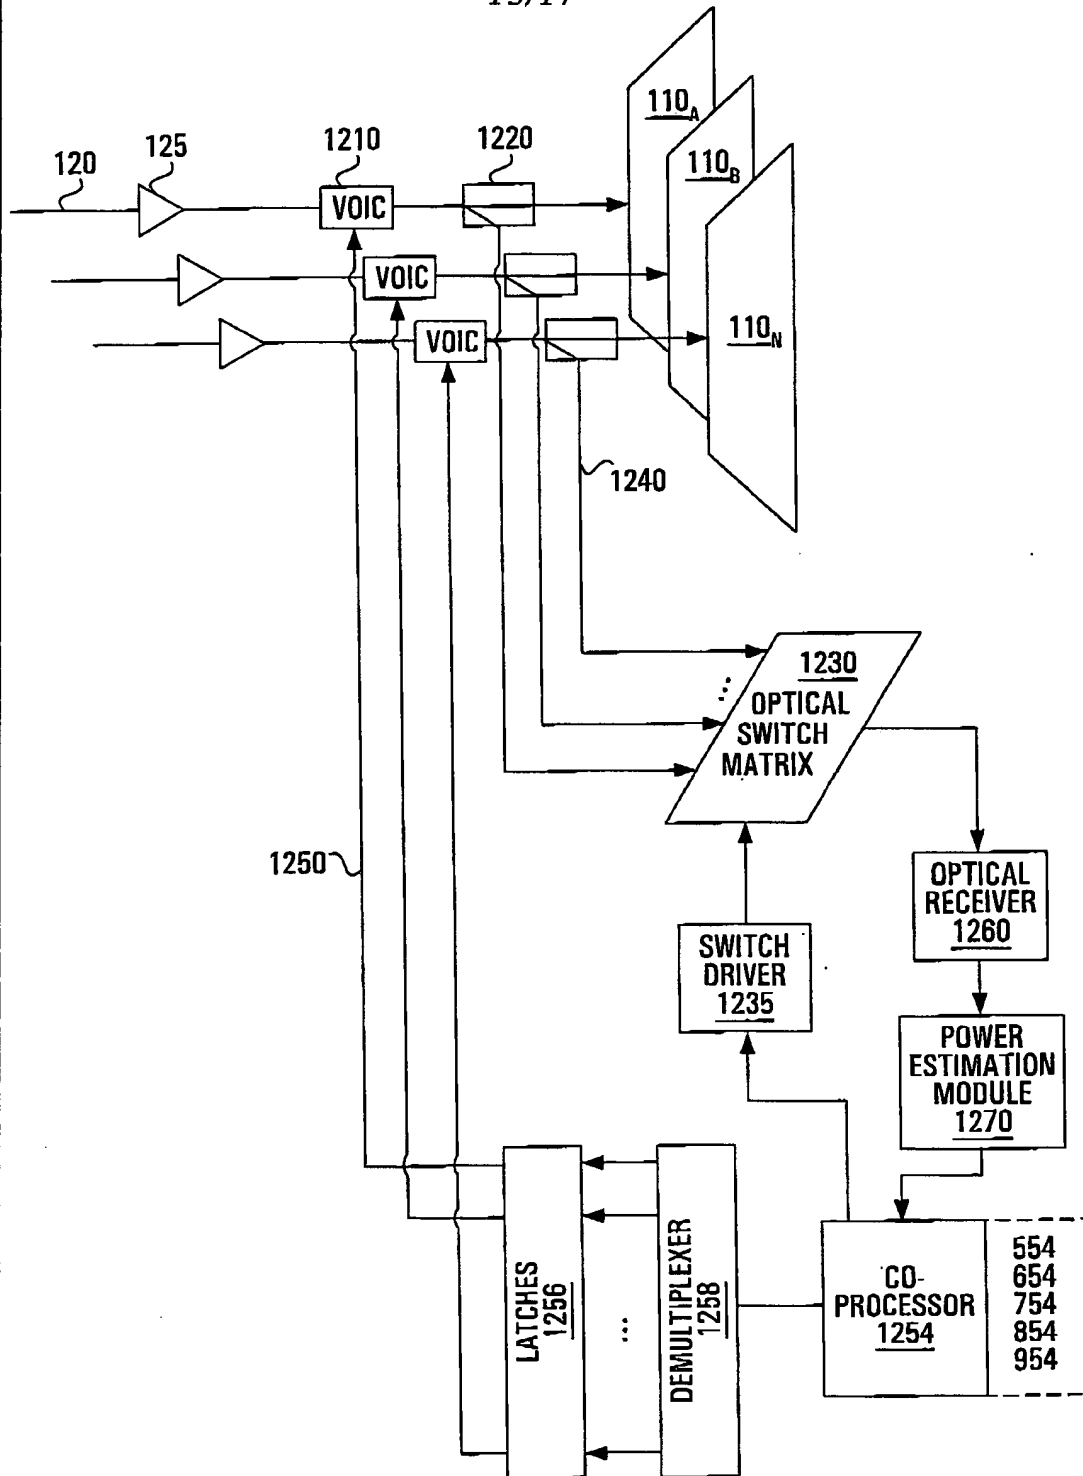 125
1210
1220
120
110A
110B
110N
VOIC
VOIC
VOIC
1240
1230
OPTICAL
SWITCH
MATRIX
1250
OPTICAL
RECEIVER
1260
SWITCH
DRIVER
1235
POWER
ESTIMATION
MODULE
1270
LATCHES
1256
...
DEMULTIPLEXER
1258
CO-
PROCESSOR
1254
554
654
754
854
954